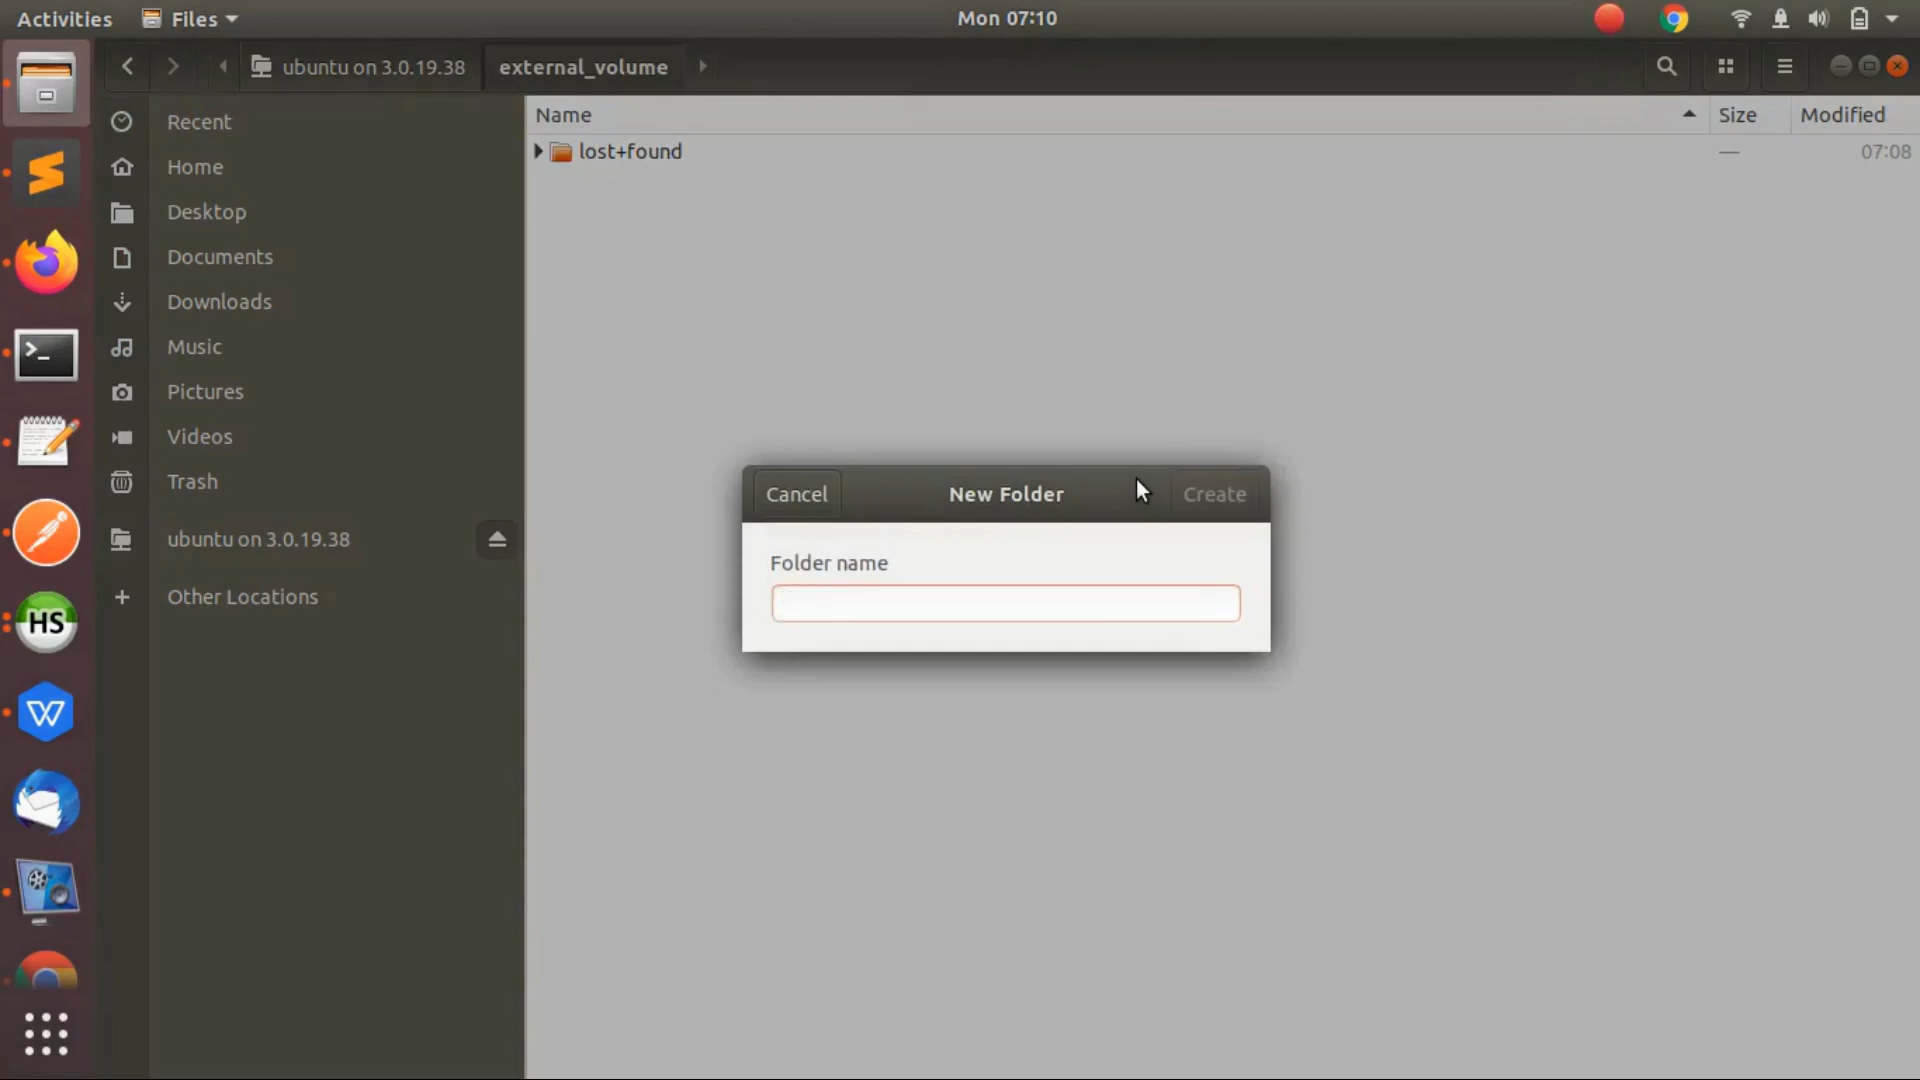 Activities Files Mon 07:10
ubuntu on 3.0.19.38 external_volume
Name Size Modified
Recent
lost+found — 07:08
Home
Desktop
Documents
Downloads
Music
Pictures
Videos
Trash
ubuntu on 3.0.19.38
Other Locations
Cancel New Folder Create
Folder name
>_
HS
W